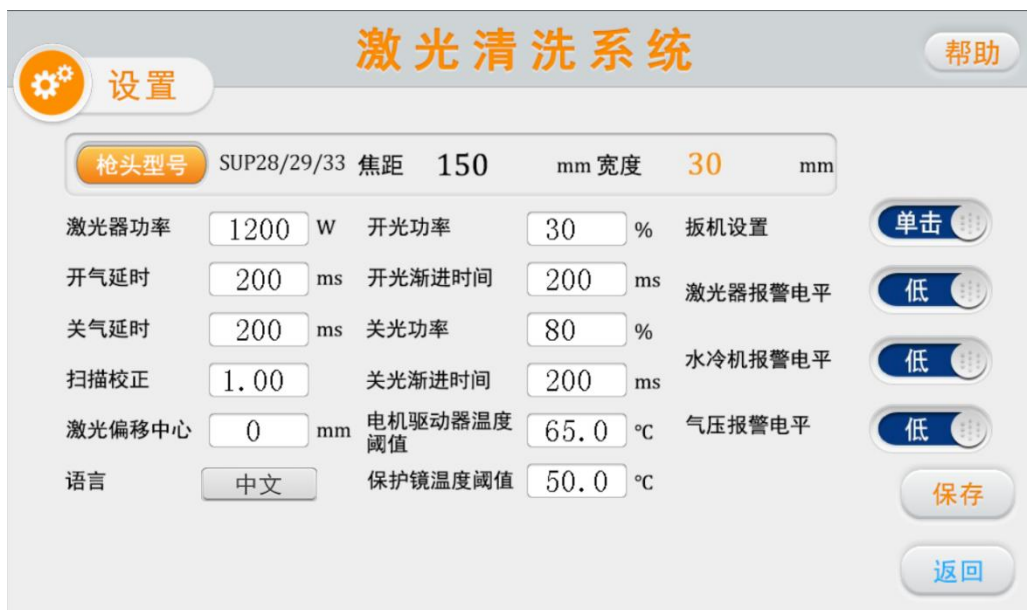 激光清洗系统
帮助
设置
枪头型号 SUP28/29/33 焦距 150 mm 宽度 30 mm
激光器功率 1200 W 开光功率 30 % 扳机设置 单击
开气延时 200 ms 开光渐进时间 200 ms 激光器报警电平 低
关气延时 200 ms 关光功率 80 % 水冷机报警电平 低
扫描校正 1.00 关光渐进时间 200 ms
激光偏移中心 0 mm 电机驱动器温度 65.0 ℃ 气压报警电平 低
阈值
语言 中文 保护镜温度阈值 50.0 ℃
保存
返回